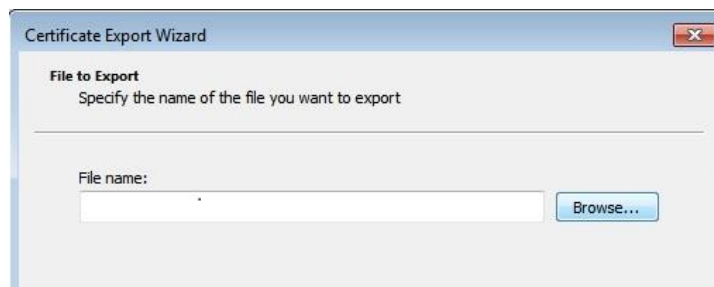 Certificate Export Wizard
File to Export
Specify the name of the file you want to export
File name:
Browse...